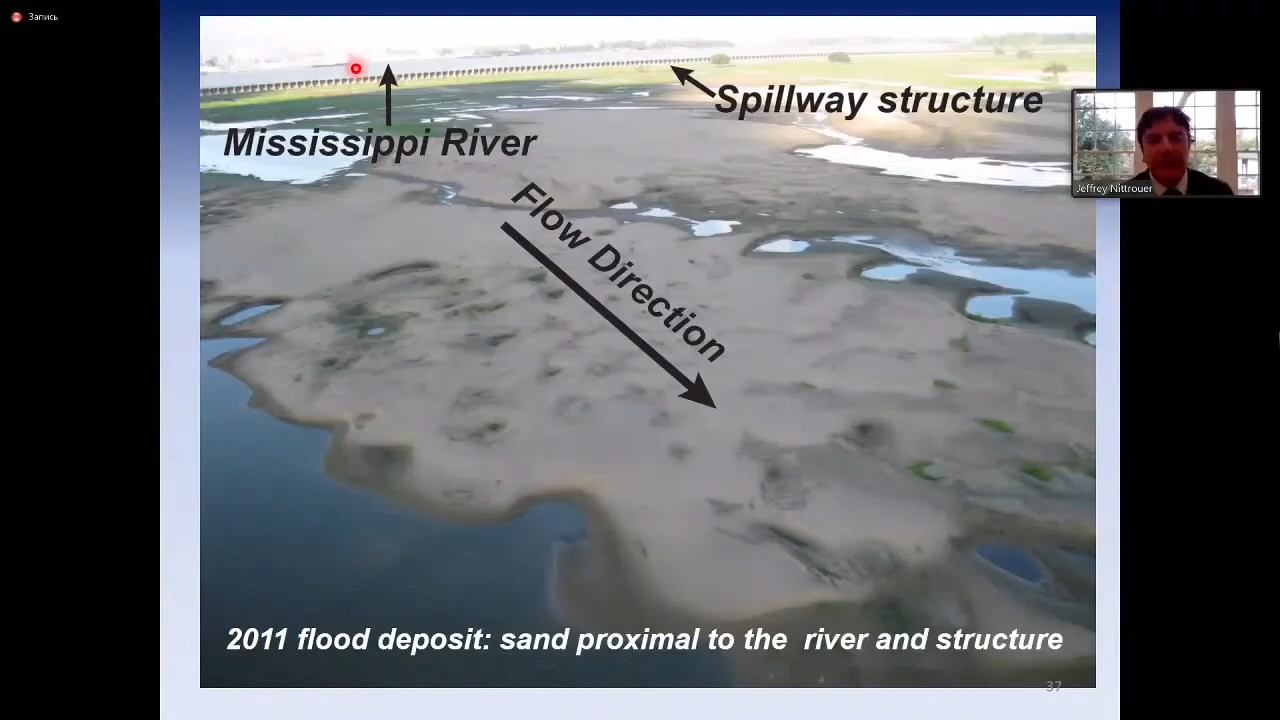 Запись
Spillway structure
Mississippi River
Jeffrey Nittrouer
Flow Direction
2011 flood deposit: sand proximal to the river and structure
37